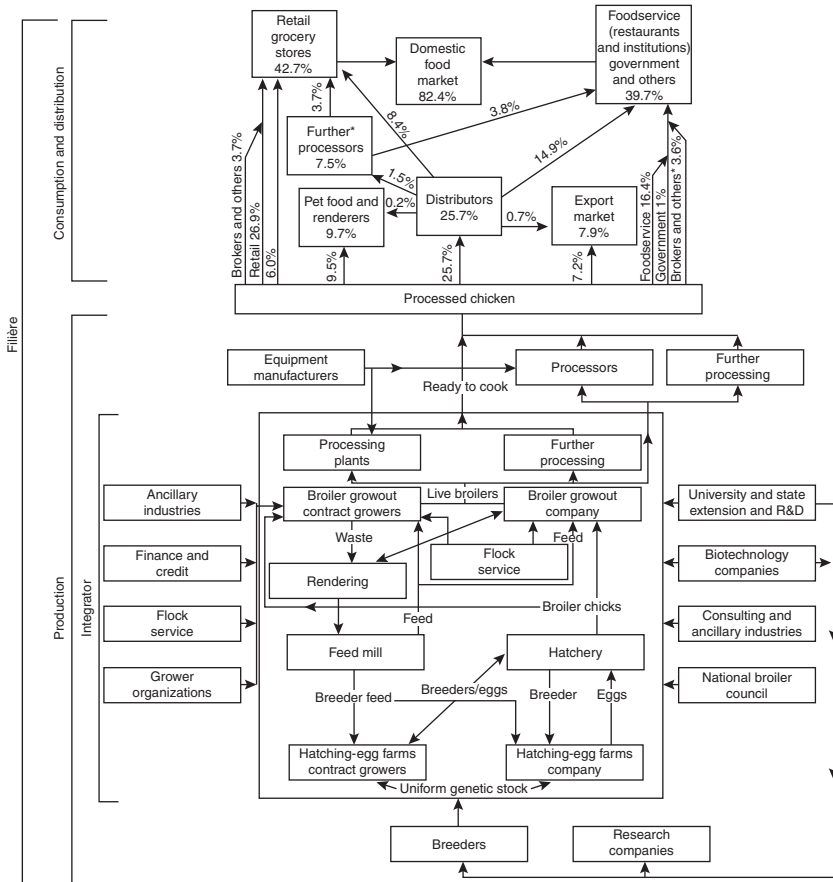 Retail
grocery
stores
42.7%
Domestic
food
market
82.4%
Foodservice
(restaurants
and institutions)
government
and others
39.7%
3.7%
8.4%
3.8%
14.9%
Further*
processors
7.5%
1.5%
Pet food and
renderers
9.7%
0.2%
Distributors
25.7%
0.7%
Export
market
7.9%
Brokers and others 3.7%
Retail 26.9%
6.0%
9.5%
25.7%
7.2%
Foodservice 16.4%
Government 1%
Brokers and others* 3.6%
Processed chicken
Consumption and distribution
Filière
Production
Integrator
Equipment
manufacturers
Ready to cook
Processors
Further
processing
Processing
plants
Further
processing
Ancillary
industries
Finance and
credit
Flock
service
Grower
organizations
Broiler growout
contract growers
Live broilers
Broiler growout
company
Waste
Feed
Flock
service
Rendering
Broiler chicks
Feed
Feed mill
Hatchery
Breeder feed
Breeders/eggs
Breeder
Eggs
Hatching-egg farms
contract growers
Hatching-egg farms
company
Uniform genetic stock
University and state
extension and R&D
Biotechnology
companies
Consulting and
ancillary industries
National broiler
council
Breeders
Research
companies